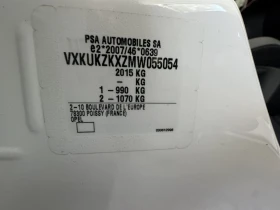 PSA AUTOMOBILES SA
e2*2007/46*0639
VXKUKZKXZMW055054
2015 KG
- KG
1 - 990 KG
2 - 1070 KG
2-10 BOULEVARD DE L'EUROPE
78300 POISSY (FRANCE)
OPEL